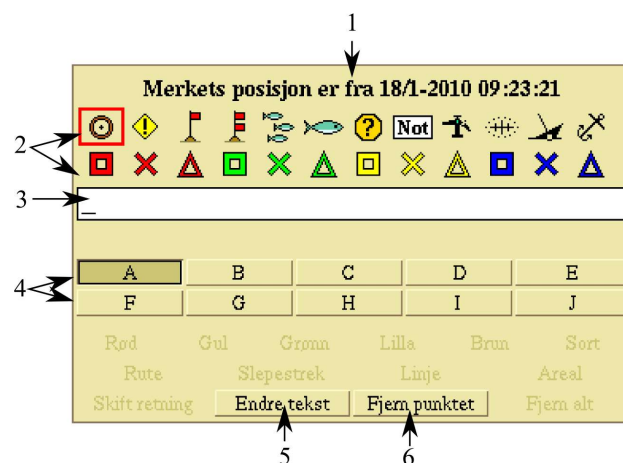 1
Merkets posisjon er fra 18/1-2010 09:23:21
? Not
2
3
_
4
A B C D E
F G H I J
Rød Gul Grønn Lilla Brun Sort
Rute Slepestrek Linje Areal
Skift retning Endre tekst Fjern punktet Fjern alt
5 6